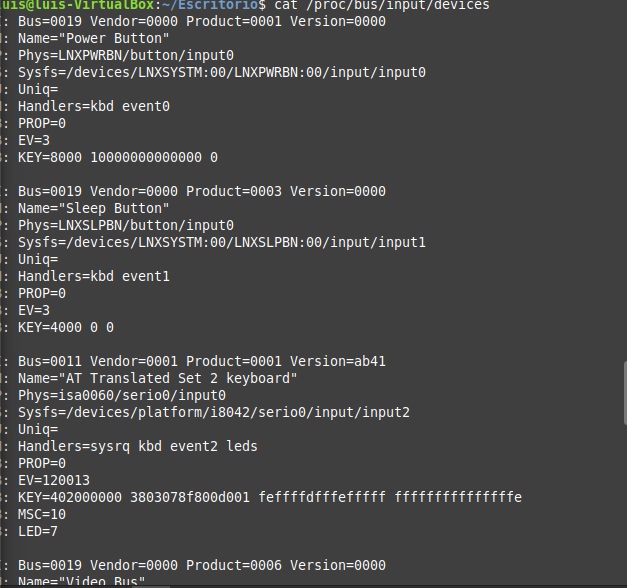 uis@luis-VirtualBox:~/Escritorio$ cat /proc/bus/input/devices
: Bus=0019 Vendor=0000 Product=0001 Version=0000
: Name="Power Button"
: Phys=LNXPWRBN/button/input0
: Sysfs=/devices/LNXSYSTM:00/LNXPWRBN:00/input/input0
: Uniq=
: Handlers=kbd event0
: PROP=0
: EV=3
: KEY=8000 10000000000000 0
: Bus=0019 Vendor=0000 Product=0003 Version=0000
: Name="Sleep Button"
: Phys=LNXSLPBN/button/input0
: Sysfs=/devices/LNXSYSTM:00/LNXSLPBN:00/input/input1
: Uniq=
: Handlers=kbd event1
: PROP=0
: EV=3
: KEY=4000 0 0
: Bus=0011 Vendor=0001 Product=0001 Version=ab41
: Name="AT Translated Set 2 keyboard"
: Phys=isa0060/serio0/input0
: Sysfs=/devices/platform/i8042/serio0/input/input2
: Uniq=
: Handlers=sysrq kbd event2 leds
: PROP=0
: EV=120013
: KEY=402000000 3803078f800d001 feffffdfffefffff fffffffffffffffe
: MSC=10
: LED=7
: Bus=0019 Vendor=0000 Product=0006 Version=0000
: Name="Video Bus"